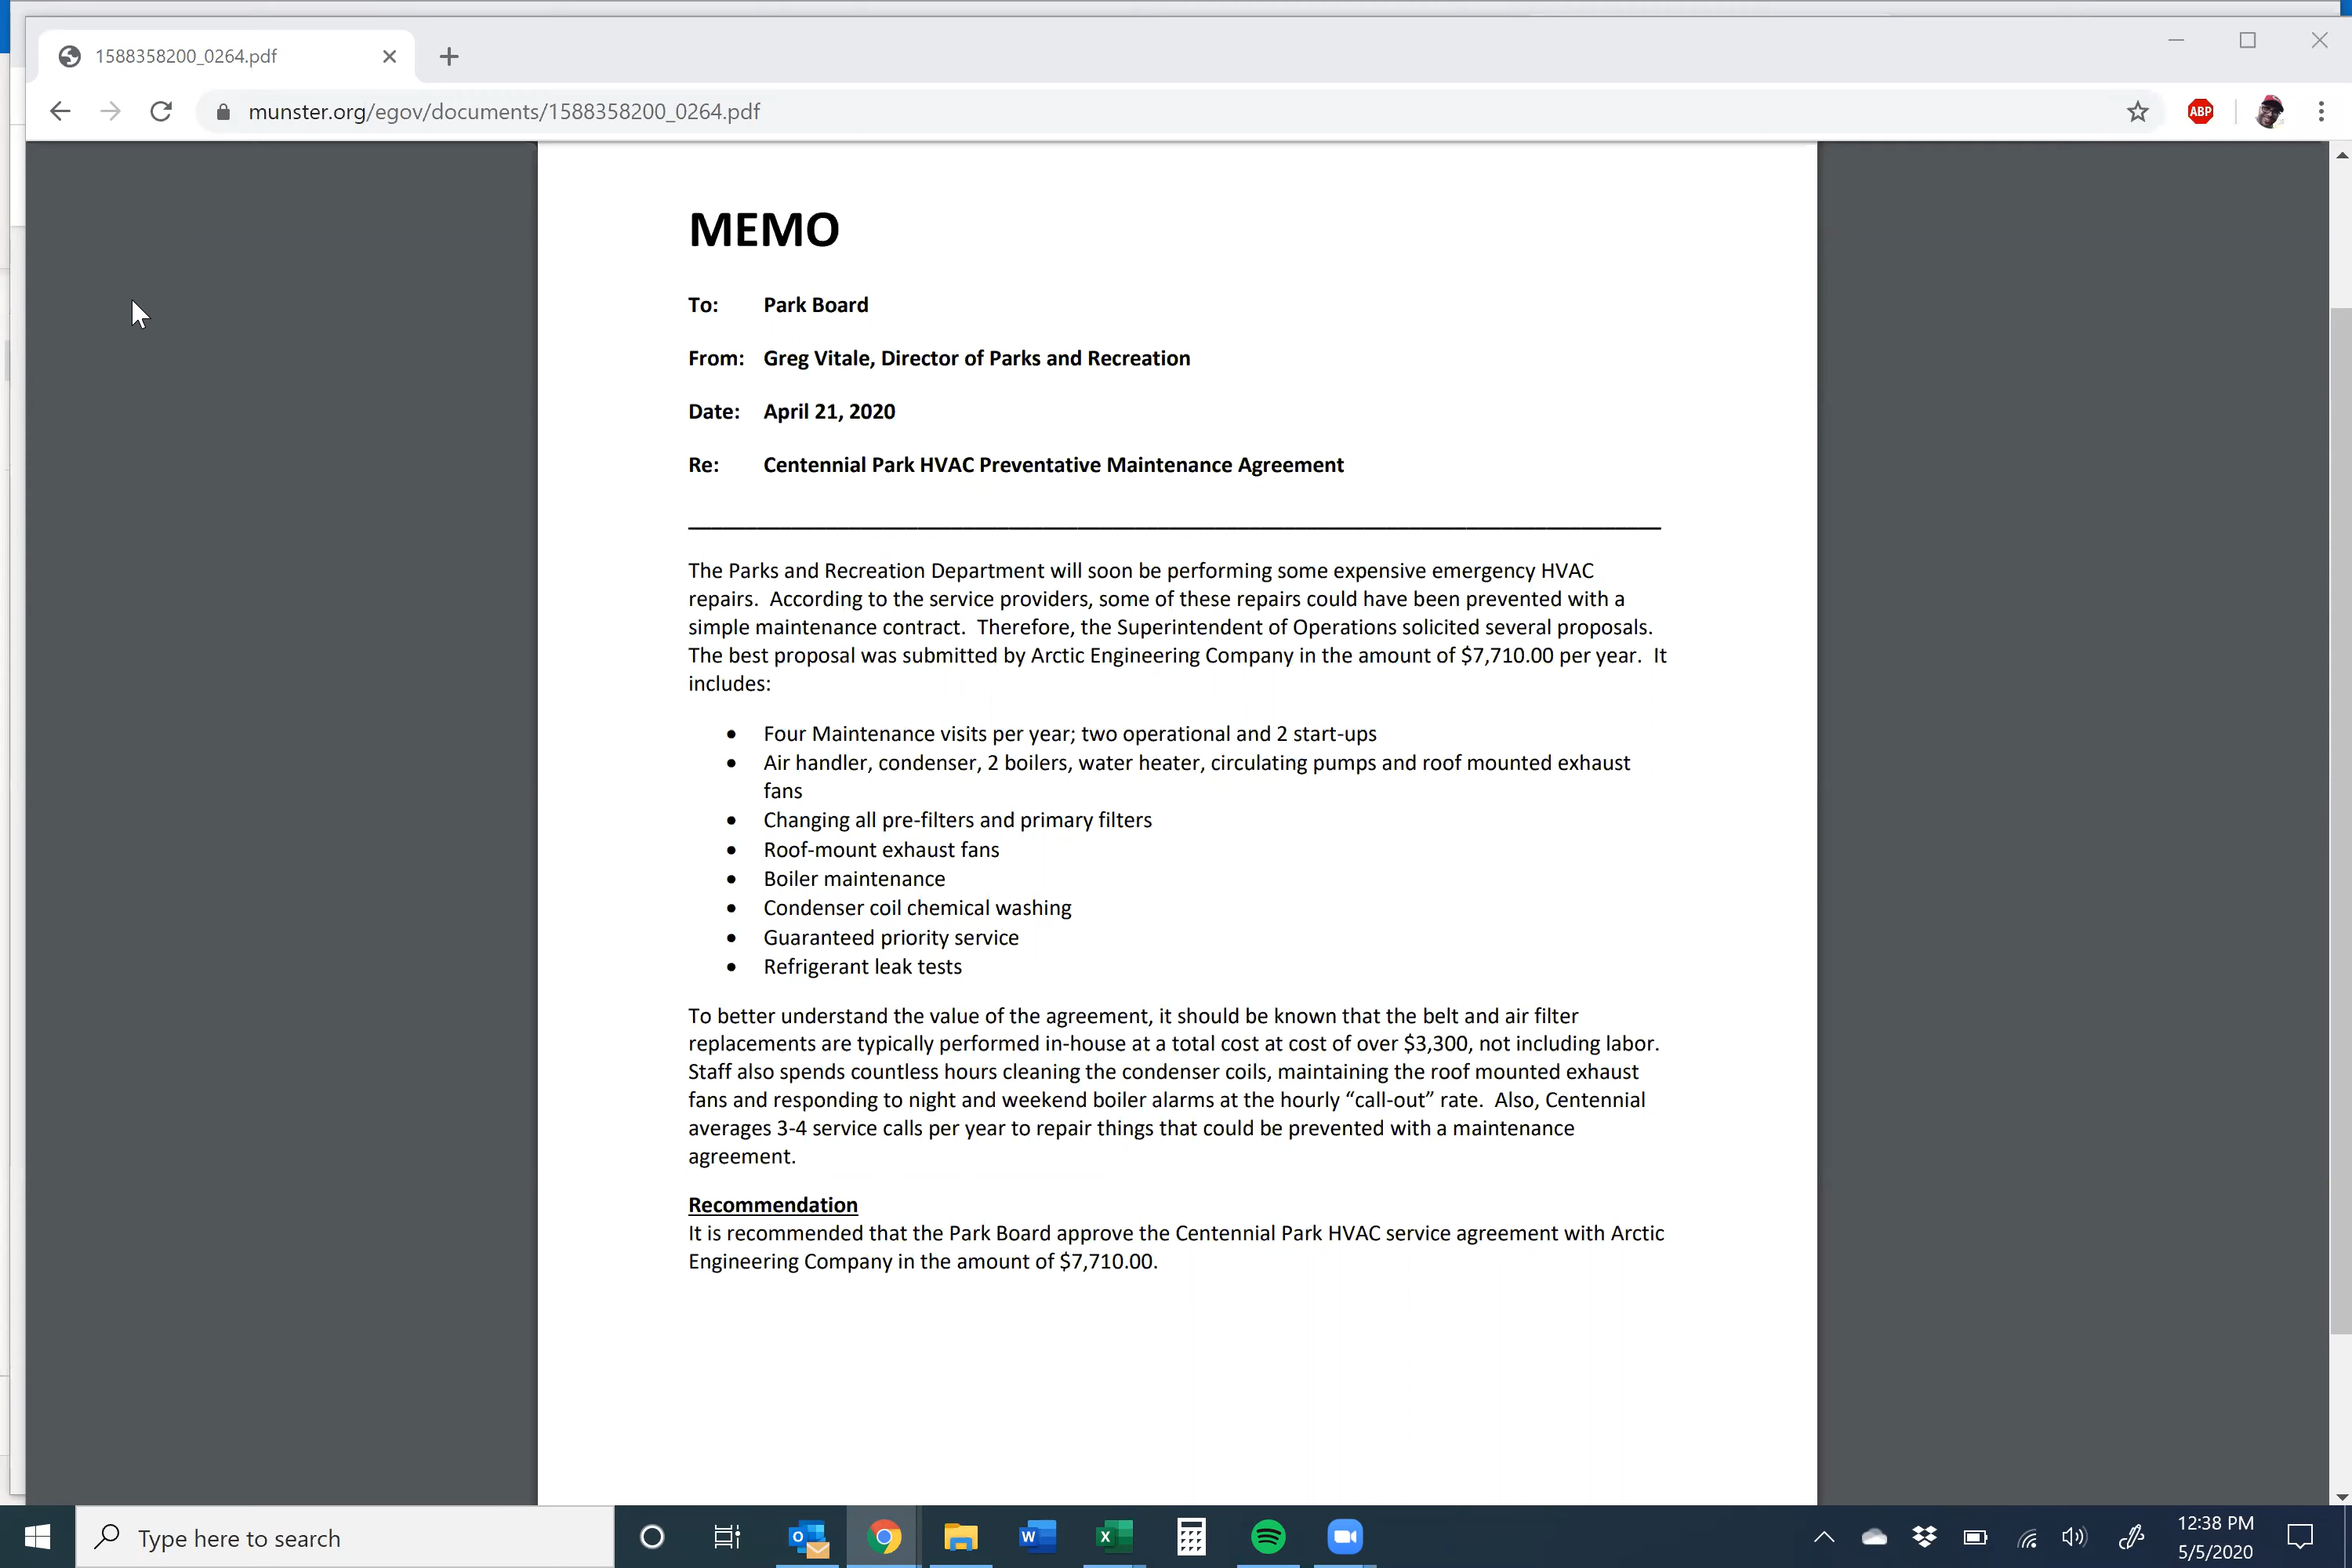 1588358200_0264.pdf
munster.org/egov/documents/1588358200_0264.pdf
ABP
MEMO
To: Park Board
From: Greg Vitale, Director of Parks and Recreation
Date: April 21, 2020
Re: Centennial Park HVAC Preventative Maintenance Agreement
The Parks and Recreation Department will soon be performing some expensive emergency HVAC
repairs. According to the service providers, some of these repairs could have been prevented with a
simple maintenance contract. Therefore, the Superintendent of Operations solicited several proposals.
The best proposal was submitted by Arctic Engineering Company in the amount of $7,710.00 per year. It
includes:
• Four Maintenance visits per year; two operational and 2 start-ups
• Air handler, condenser, 2 boilers, water heater, circulating pumps and roof mounted exhaust
fans
• Changing all pre-filters and primary filters
• Roof-mount exhaust fans
• Boiler maintenance
• Condenser coil chemical washing
• Guaranteed priority service
• Refrigerant leak tests
To better understand the value of the agreement, it should be known that the belt and air filter
replacements are typically performed in-house at a total cost at cost of over $3,300, not including labor.
Staff also spends countless hours cleaning the condenser coils, maintaining the roof mounted exhaust
fans and responding to night and weekend boiler alarms at the hourly “call-out” rate. Also, Centennial
averages 3-4 service calls per year to repair things that could be prevented with a maintenance
agreement.
Recommendation
It is recommended that the Park Board approve the Centennial Park HVAC service agreement with Arctic
Engineering Company in the amount of $7,710.00.
Type here to search
O
W
X
12:38 PM
5/5/2020